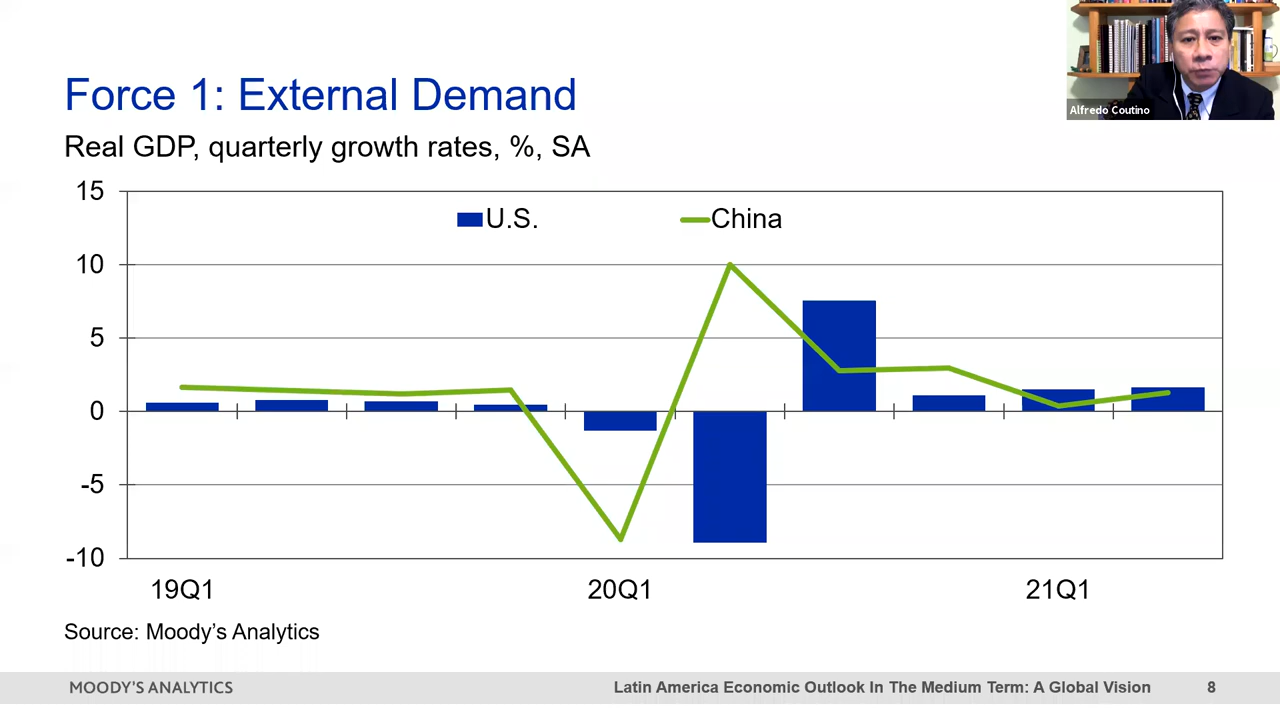 Force 1: External Demand
Real GDP, quarterly growth rates, %, SA
Alfredo Coutino
U.S. China
15
10
5
0
-5
-10
19Q1 20Q1 21Q1
Source: Moody's Analytics
MOODY'S ANALYTICS Latin America Economic Outlook In The Medium Term: A Global Vision 8